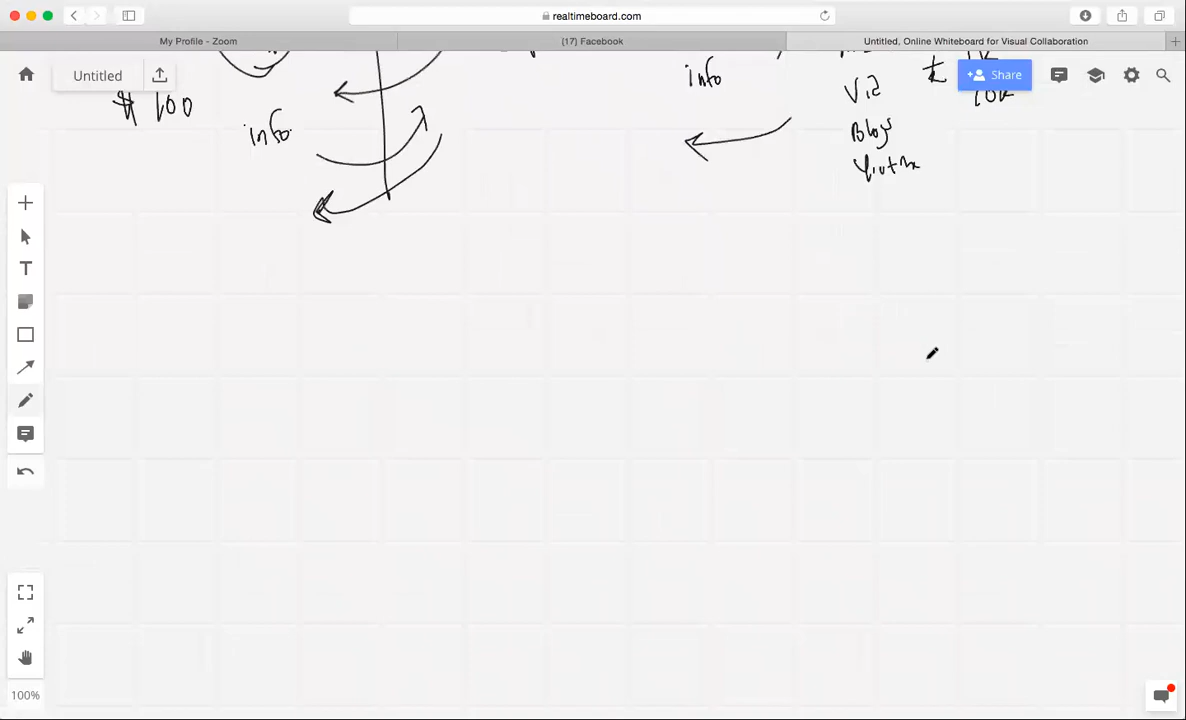 realtimeboard.com
My Profile - Zoom
(17) Facebook
Untitled, Online Whiteboard for Visual Collaboration
Untitled
Share
$ 100
info
info
Vid
10K
Blogs
T
100%